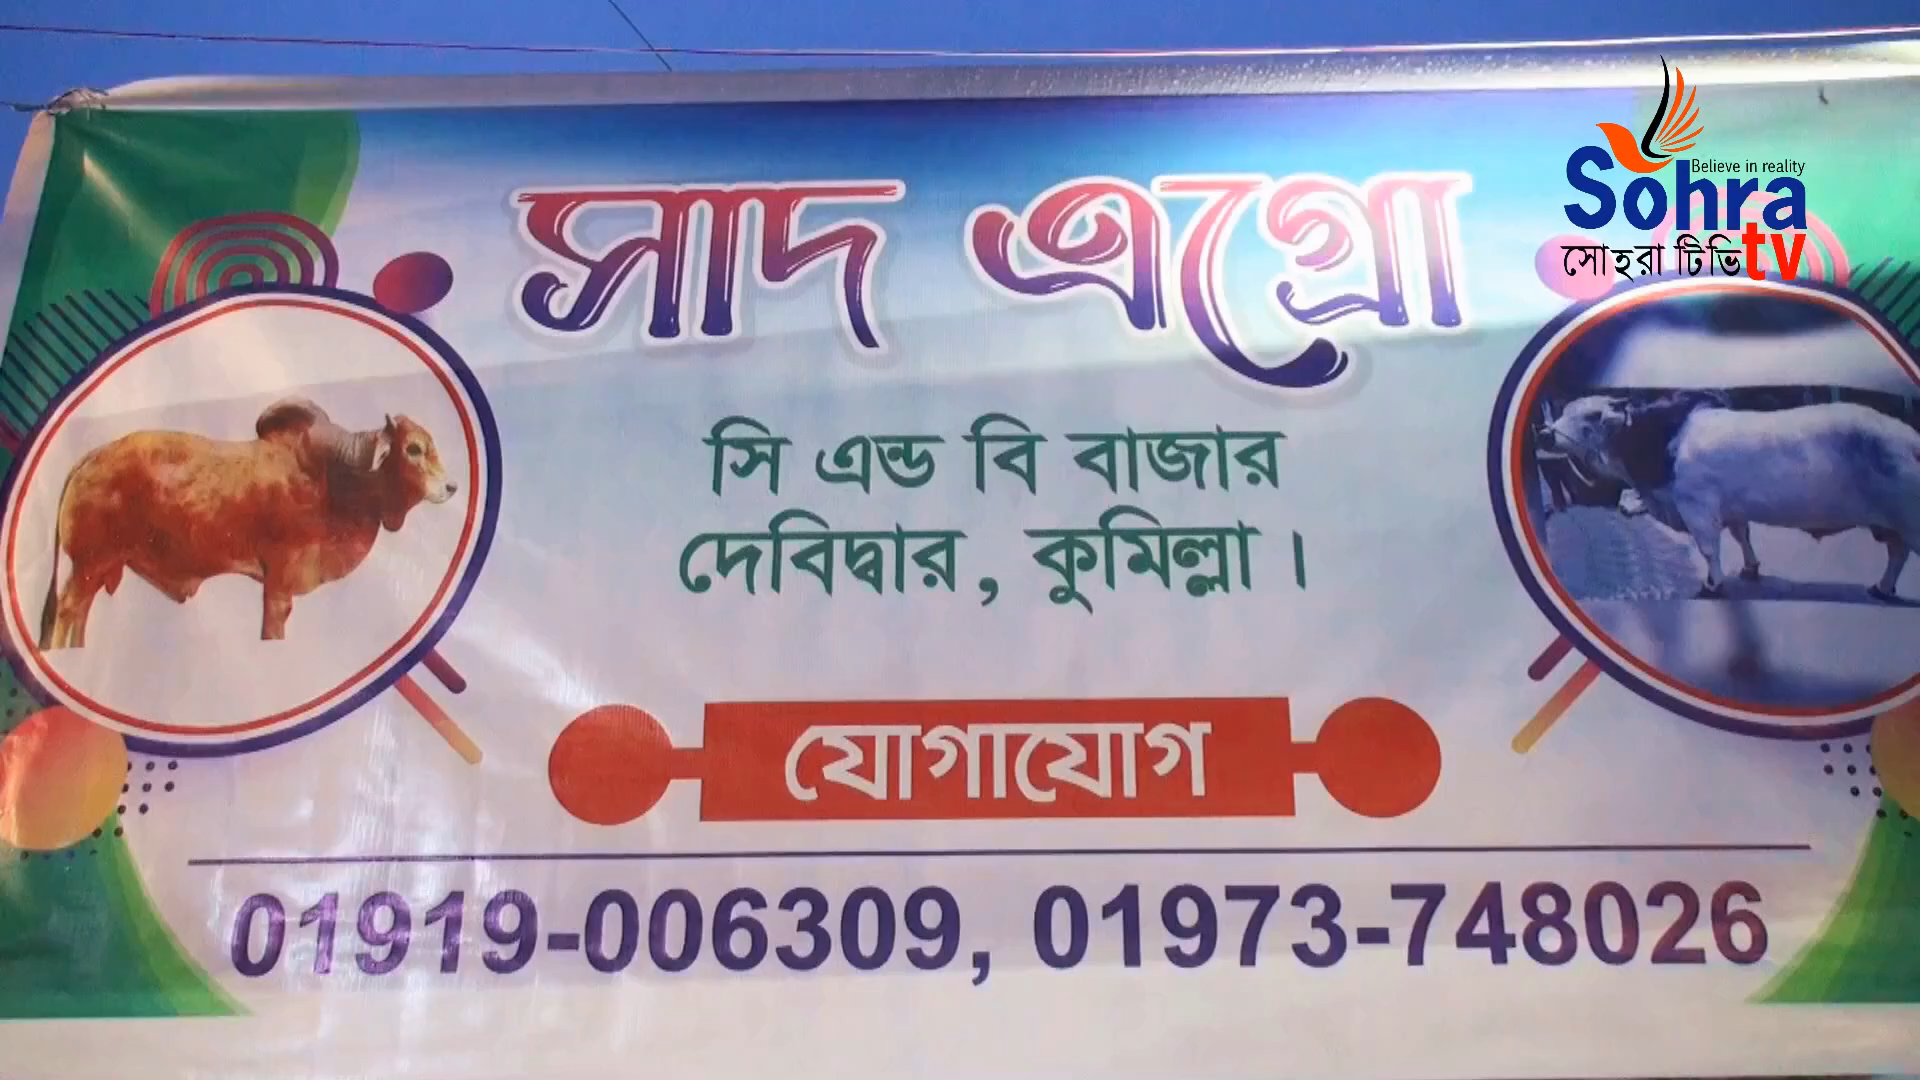 সাদ এগ্রো
Believe in reality
Sohra
সোহরা টিভি tv
সি এন্ড বি বাজার
দেবিদ্বার, কুমিল্লা।
যোগাযোগ
01919-006309, 01973-748026